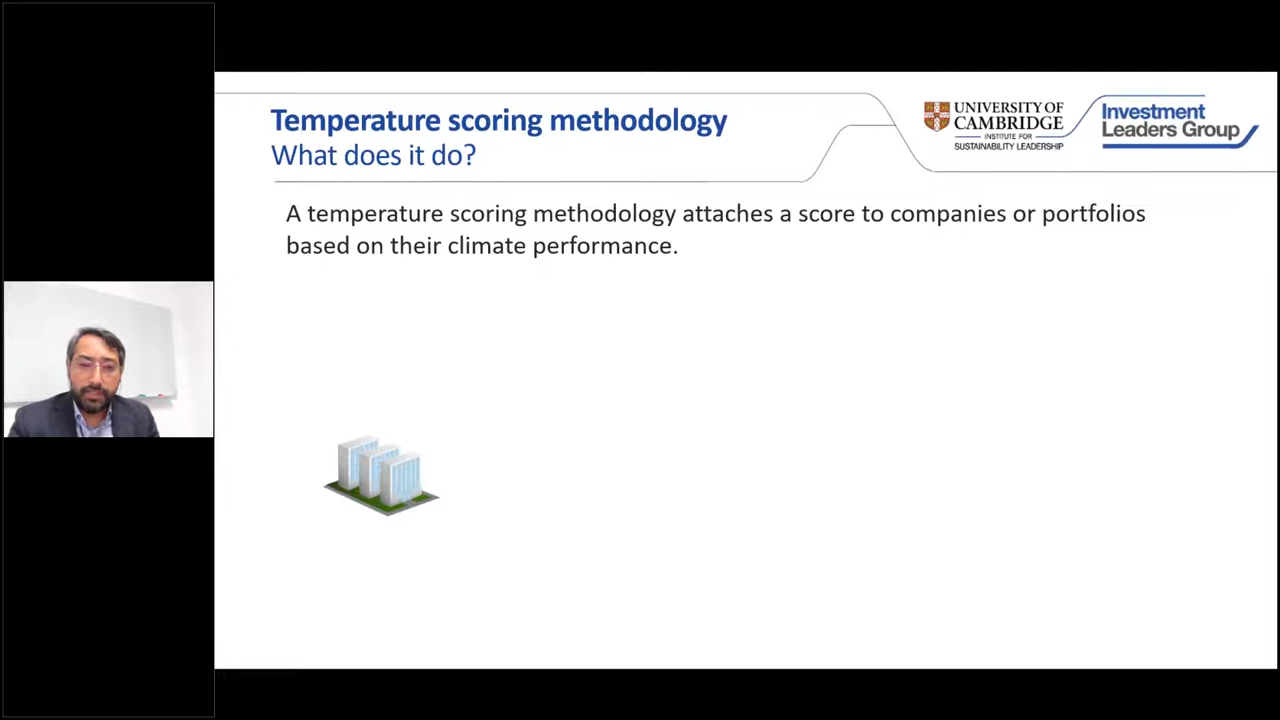 Temperature scoring methodology
What does it do?
UNIVERSITY OF
CAMBRIDGE
INSTITUTE FOR
SUSTAINABILITY LEADERSHIP
Investment
Leaders Group
A temperature scoring methodology attaches a score to companies or portfolios
based on their climate performance.